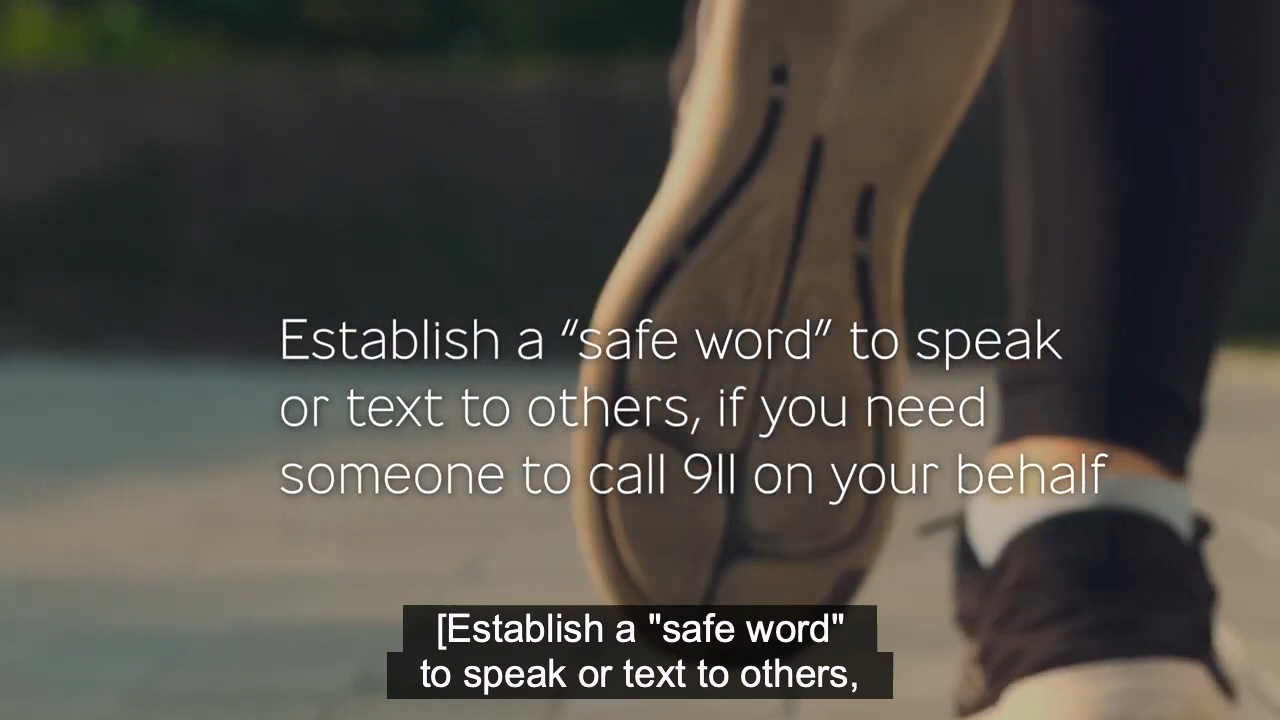 Establish a “safe word” to speak
or text to others, if you need
someone to call 911 on your behalf
[Establish a "safe word"
to speak or text to others,